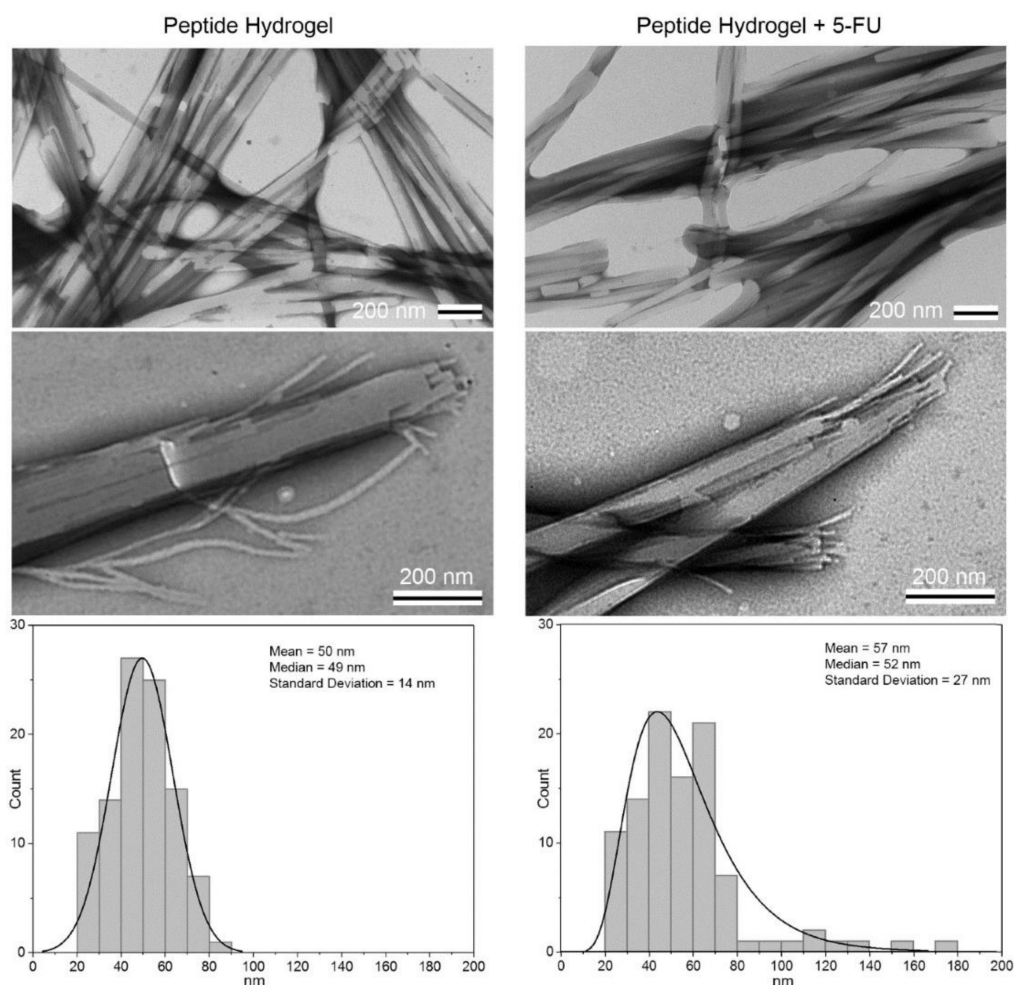 Peptide Hydrogel
Peptide Hydrogel + 5-FU
200 nm
200 nm
200 nm
200 nm
30
Mean = 50 nm
Median = 49 nm
Standard Deviation = 14 nm
20
Count
10
0
0 20 40 60 80 100 120 140 160 180 200
nm
30
Mean = 57 nm
Median = 52 nm
Standard Deviation = 27 nm
20
Count
10
0
0 20 40 60 80 100 120 140 160 180 200
nm